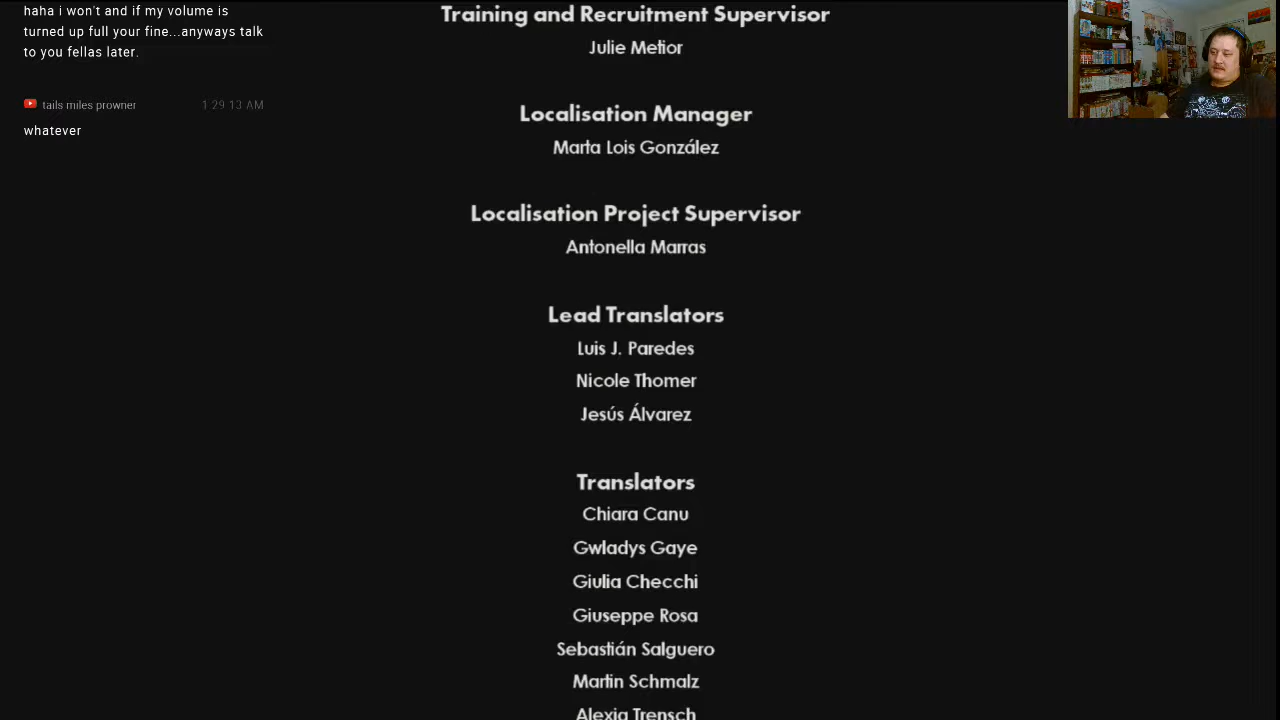 haha i won't and if my volume is
turned up full your fine...anyways talk
to you fellas later.
tails miles prowner 1 29 13 AM
whatever
Training and Recruitment Supervisor
Julie Metior
Localisation Manager
Marta Lois González
Localisation Project Supervisor
Antonella Marras
Lead Translators
Luis J. Paredes
Nicole Thomer
Jesús Álvarez
Translators
Chiara Canu
Gwladys Gaye
Giulia Checchi
Giuseppe Rosa
Sebastián Salguero
Martin Schmalz
Alexia Trensch